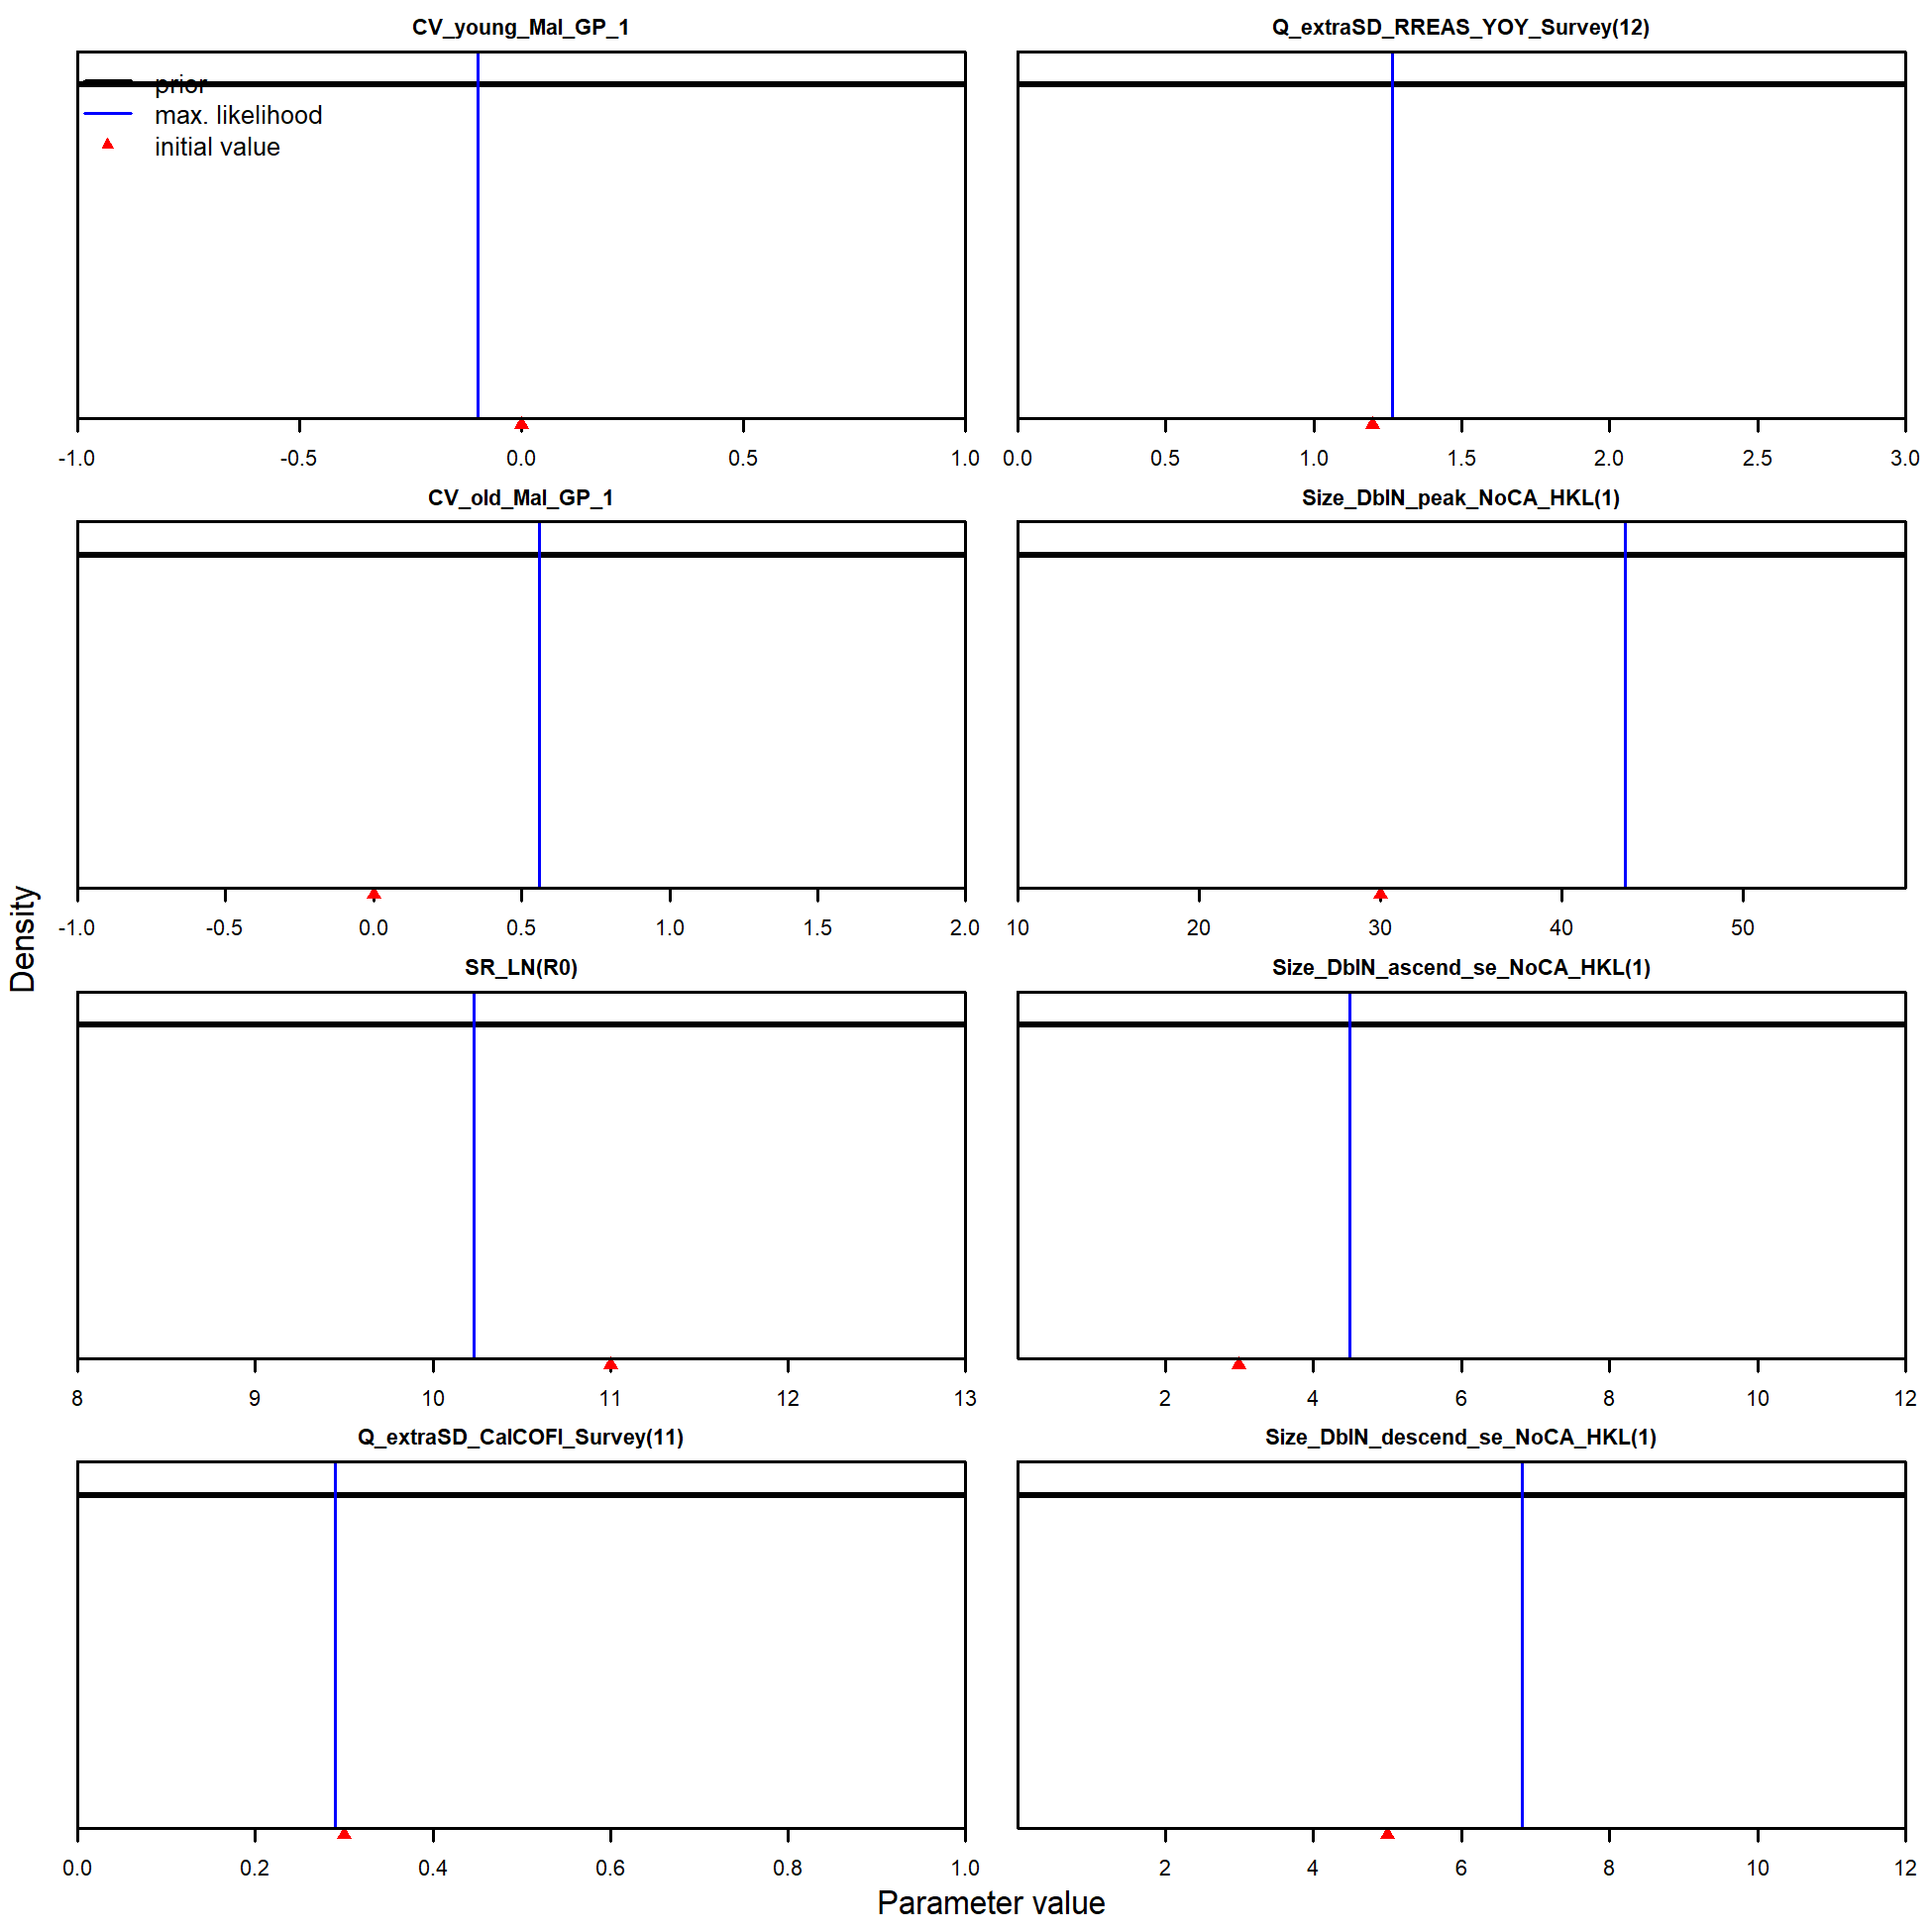 CV_young_Mal_GP_1
prior
max. likelihood
initial value
-1.0 -0.5 0.0 0.5 1.0
Q_extraSD_RREAS_YOY_Survey(12)
0.0 0.5 1.0 1.5 2.0 2.5 3.0
CV_old_Mal_GP_1
-1.0 -0.5 0.0 0.5 1.0 1.5 2.0
Size_DblN_peak_NoCA_HKL(1)
10 20 30 40 50
SR_LN(R0)
8 9 10 11 12 13
Size_DblN_ascend_se_NoCA_HKL(1)
2 4 6 8 10 12
Q_extraSD_CalCOFI_Survey(11)
0.0 0.2 0.4 0.6 0.8 1.0
Size_DblN_descend_se_NoCA_HKL(1)
2 4 6 8 10 12
Density
Parameter value